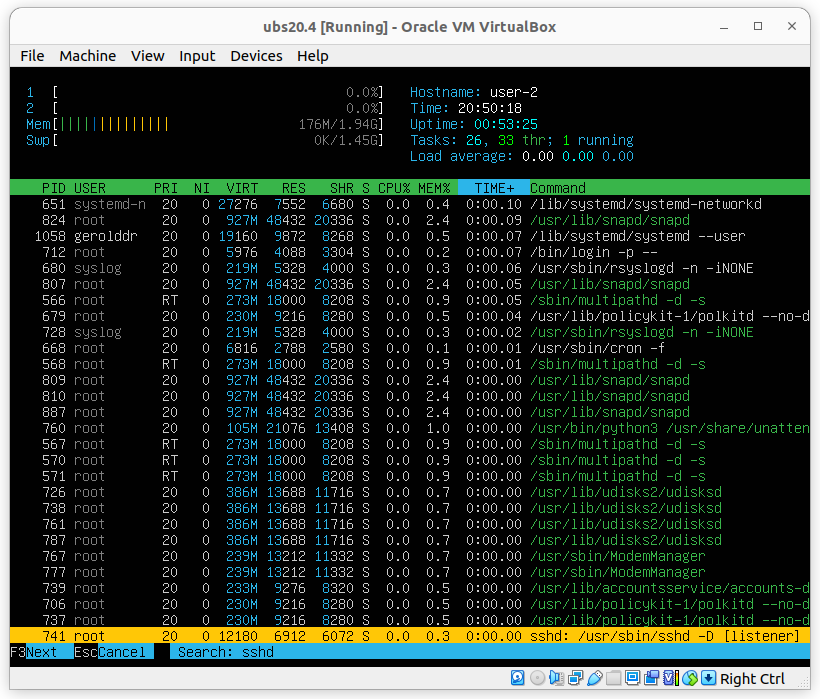 ubs20.4 [Running] - Oracle VM VirtualBox
File Machine View Input Devices Help
1 [ 0.0%] Hostname: user-2
2 [ 0.0%] Time: 20:50:18
Mem[||||||||||||||| 176M/1.94G] Uptime: 00:53:25
Swp[ 0K/1.45G] Tasks: 26, 33 thr; 1 running
Load average: 0.00 0.00 0.00
PID USER PRI NI VIRT RES SHR S CPU% MEM% TIME+ Command
651 systemd-n 20 0 27276 7552 6680 S 0.0 0.4 0:00.10 /lib/systemd/systemd-networkd
824 root 20 0 927M 48432 20336 S 0.0 2.4 0:00.09 /usr/lib/snapd/snapd
1058 gerolddr 20 0 19160 9872 8268 S 0.0 0.5 0:00.07 /lib/systemd/systemd --user
712 root 20 0 5976 4088 3304 S 0.0 0.2 0:00.07 /bin/login -p --
680 syslog 20 0 219M 5328 4000 S 0.0 0.3 0:00.06 /usr/sbin/rsyslogd -n -iNONE
807 root 20 0 927M 48432 20336 S 0.0 2.4 0:00.05 /usr/lib/snapd/snapd
566 root RT 0 273M 18000 8208 S 0.0 0.9 0:00.05 /sbin/multipathd -d -s
679 root 20 0 230M 9216 8280 S 0.0 0.5 0:00.04 /usr/lib/policykit-1/polkitd --no-d
728 syslog 20 0 219M 5328 4000 S 0.0 0.3 0:00.02 /usr/sbin/rsyslogd -n -iNONE
668 root 20 0 6816 2788 2580 S 0.0 0.1 0:00.01 /usr/sbin/cron -f
568 root RT 0 273M 18000 8208 S 0.0 0.9 0:00.01 /sbin/multipathd -d -s
809 root 20 0 927M 48432 20336 S 0.0 2.4 0:00.00 /usr/lib/snapd/snapd
810 root 20 0 927M 48432 20336 S 0.0 2.4 0:00.00 /usr/lib/snapd/snapd
887 root 20 0 927M 48432 20336 S 0.0 2.4 0:00.00 /usr/lib/snapd/snapd
760 root 20 0 105M 21076 13408 S 0.0 1.0 0:00.00 /usr/bin/python3 /usr/share/unatten
567 root RT 0 273M 18000 8208 S 0.0 0.9 0:00.00 /sbin/multipathd -d -s
570 root RT 0 273M 18000 8208 S 0.0 0.9 0:00.00 /sbin/multipathd -d -s
571 root RT 0 273M 18000 8208 S 0.0 0.9 0:00.00 /sbin/multipathd -d -s
726 root 20 0 386M 13688 11716 S 0.0 0.7 0:00.00 /usr/lib/udisks2/udisksd
738 root 20 0 386M 13688 11716 S 0.0 0.7 0:00.00 /usr/lib/udisks2/udisksd
761 root 20 0 386M 13688 11716 S 0.0 0.7 0:00.00 /usr/lib/udisks2/udisksd
787 root 20 0 386M 13688 11716 S 0.0 0.7 0:00.00 /usr/lib/udisks2/udisksd
767 root 20 0 239M 13212 11332 S 0.0 0.7 0:00.00 /usr/sbin/ModemManager
777 root 20 0 239M 13212 11332 S 0.0 0.7 0:00.00 /usr/sbin/ModemManager
739 root 20 0 233M 9276 8320 S 0.0 0.5 0:00.00 /usr/lib/accountsservice/accounts-d
706 root 20 0 230M 9216 8280 S 0.0 0.5 0:00.00 /usr/lib/policykit-1/polkitd --no-d
737 root 20 0 230M 9216 8280 S 0.0 0.5 0:00.00 /usr/lib/policykit-1/polkitd --no-d
741 root 20 0 12180 6912 6072 S 0.0 0.3 0:00.00 sshd: /usr/sbin/sshd -D [listener]
F3Next EscCancel Search: sshd
Right Ctrl